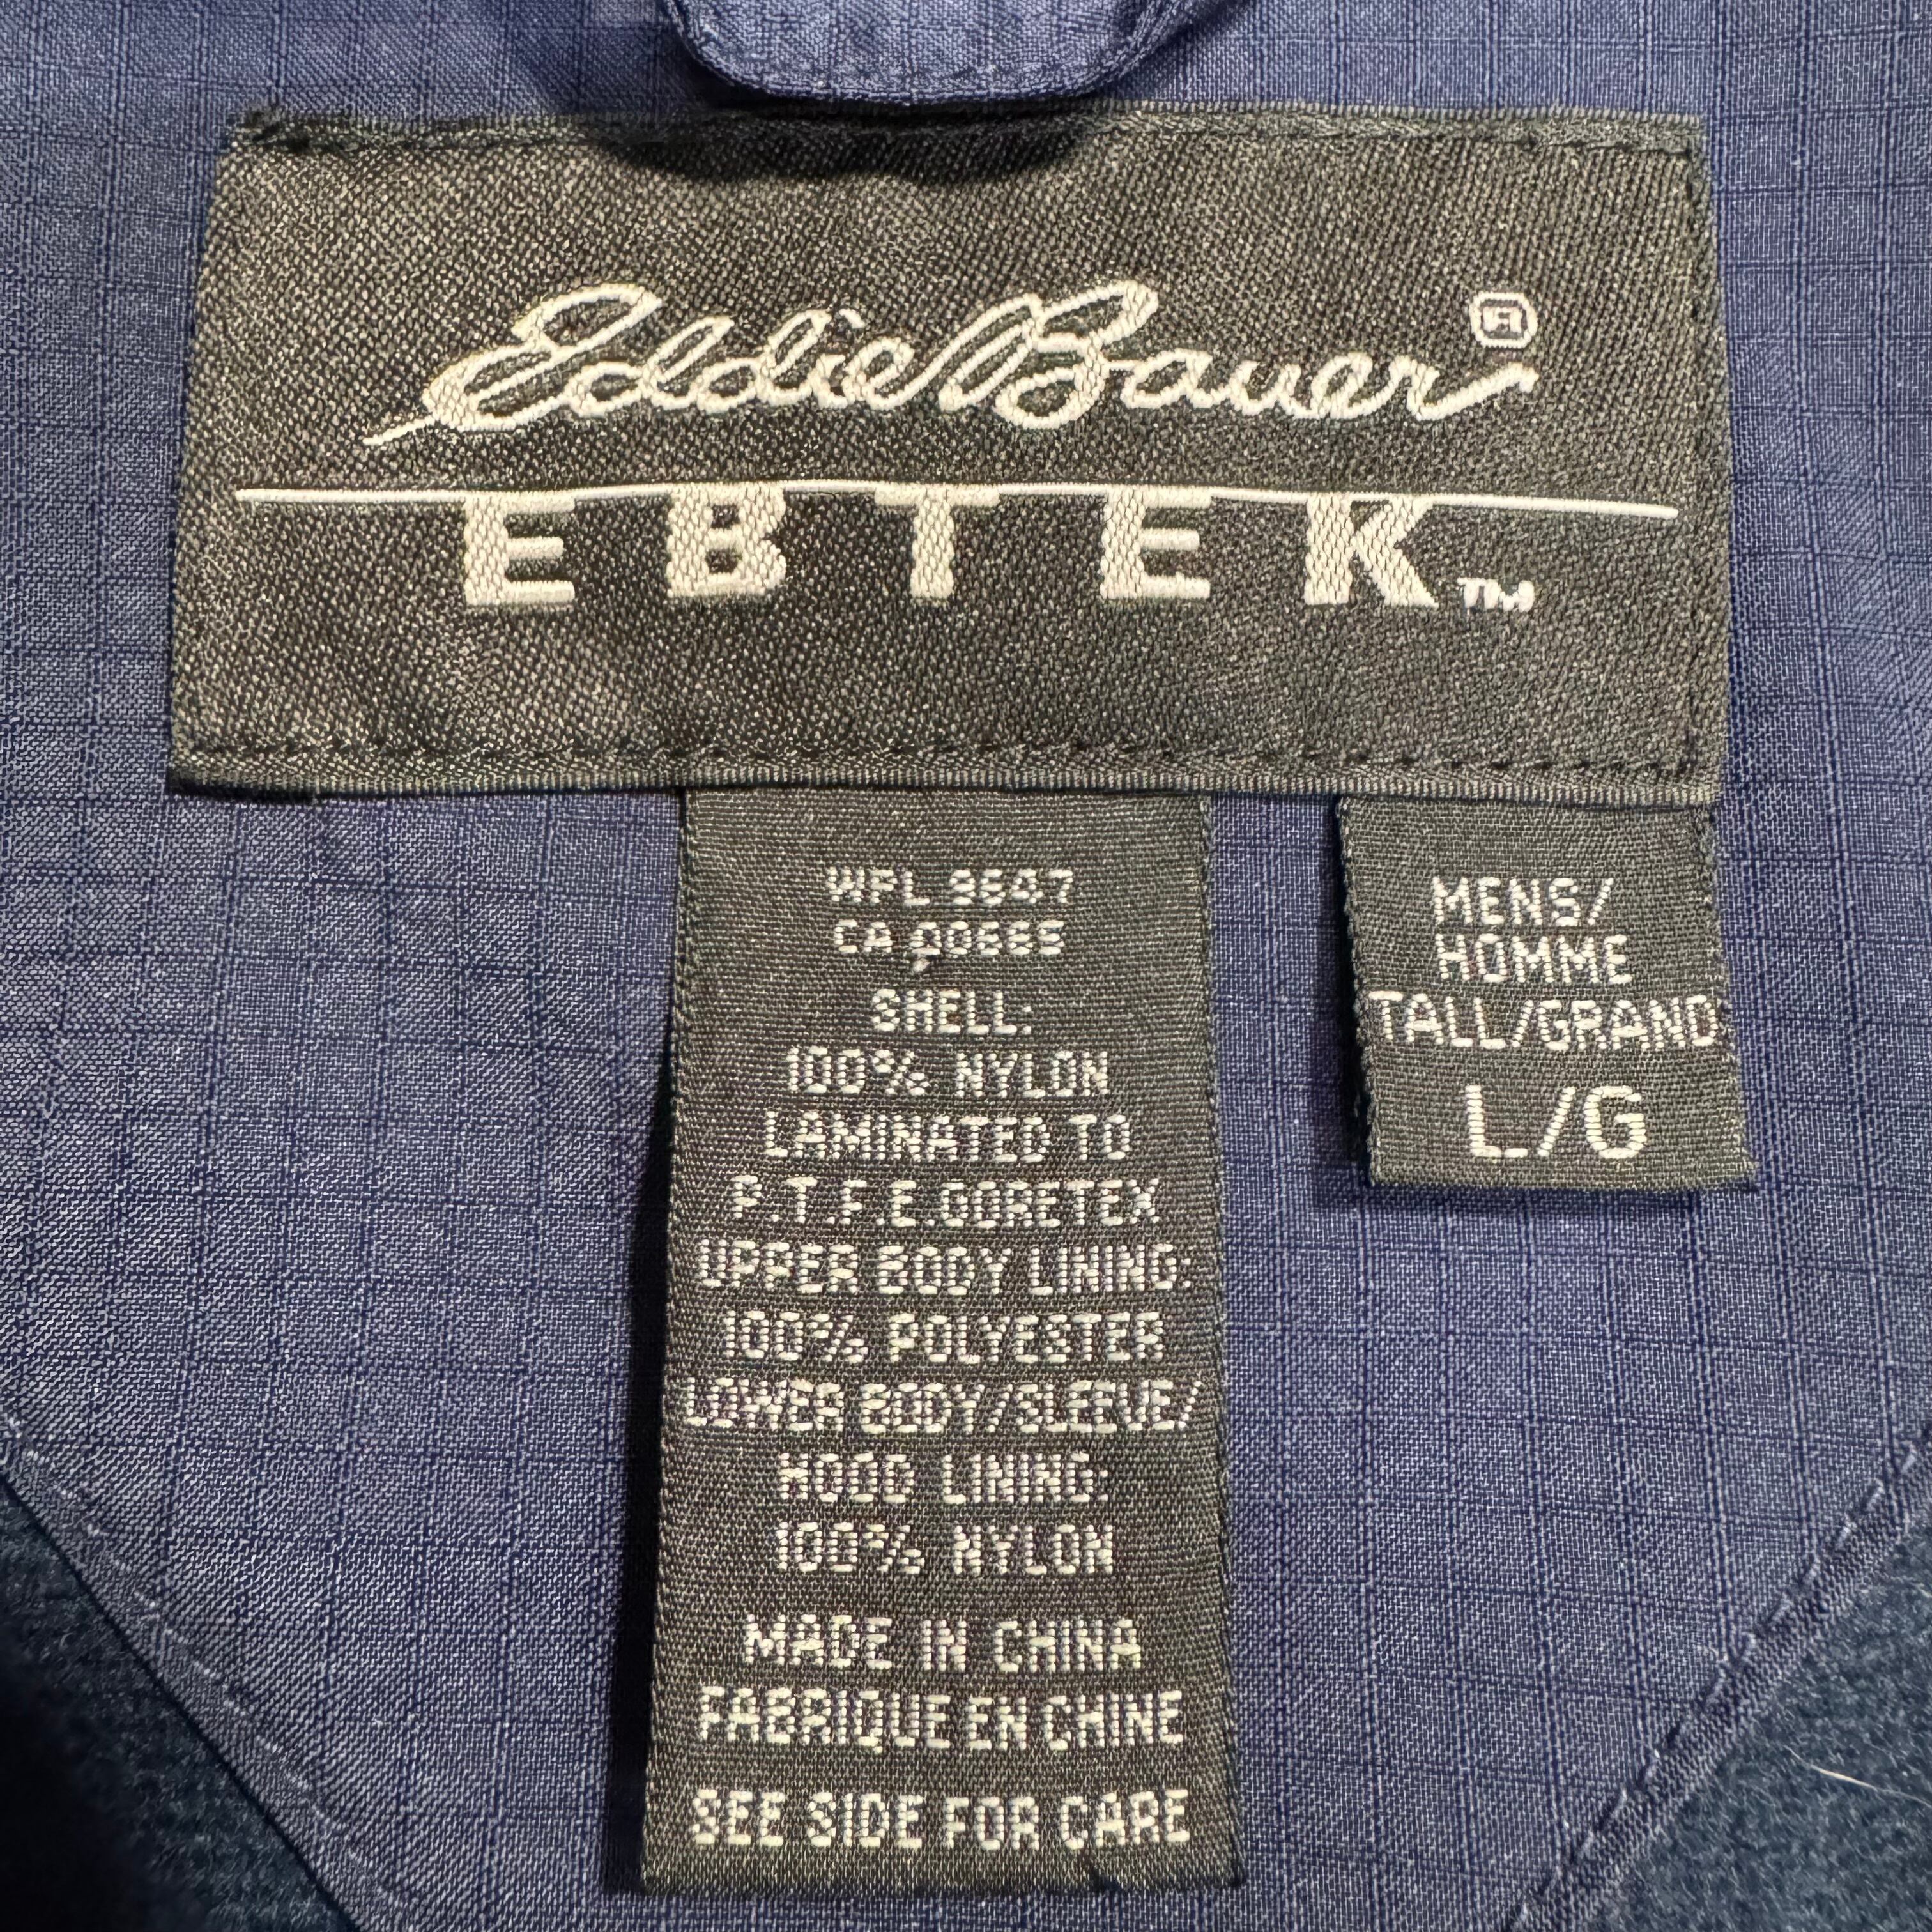 Eddie Bauer®
EBTEK™
WPL 9647
CA 00666
SHELL:
100% NYLON
LAMINATED TO
P.T.F.E.GORETEX
UPPER BODY LINING:
100% POLYESTER
LOWER BODY/SLEEVE/
HOOD LINING:
100% NYLON
MADE IN CHINA
FABRIQUE EN CHINE
SEE SIDE FOR CARE
MENS/
HOMME
TALL/GRAND
L/G